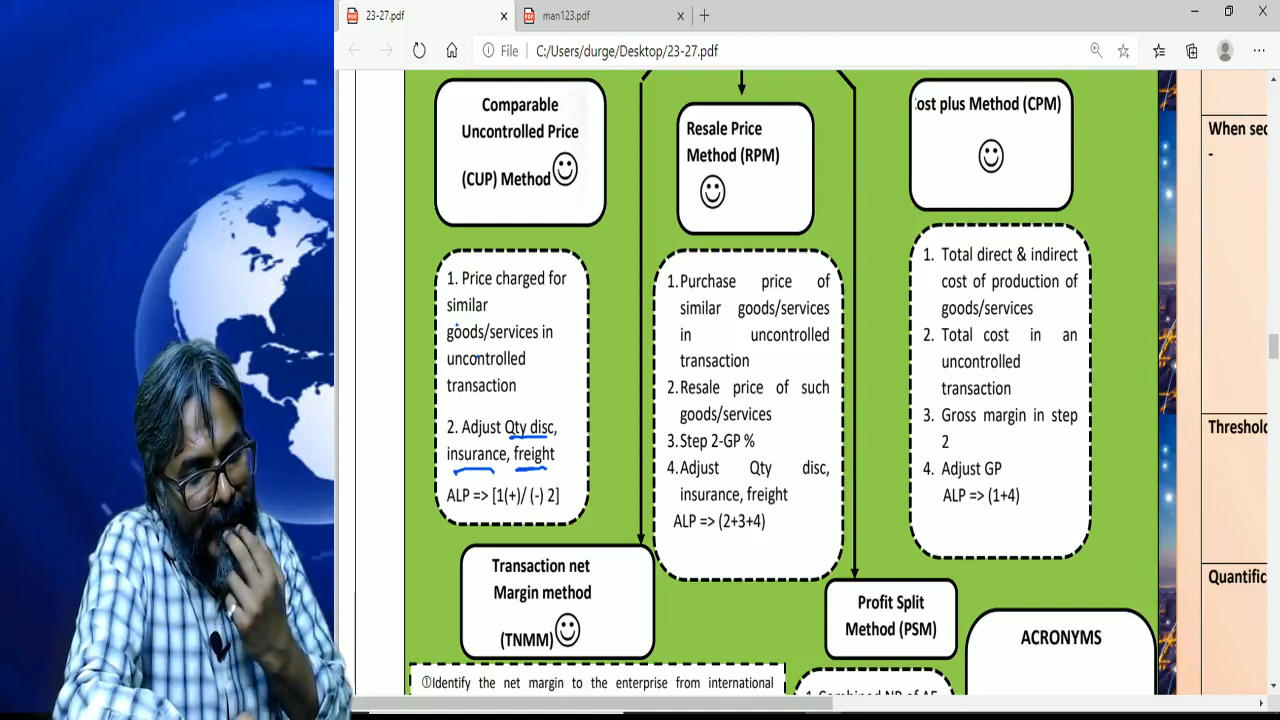 23-27.pdf
man123.pdf
File
C:/Users/durge/Desktop/23-27.pdf
Comparable
Uncontrolled Price
(CUP) Method
1. Price charged for
similar
goods/services in
uncontrolled
transaction
2. Adjust Qty disc,
insurance, freight
ALP => [1(+)/ (-) 2]
Resale Price
Method (RPM)
1.Purchase price of
similar goods/services
in uncontrolled
transaction
2.Resale price of such
goods/services
3.Step 2-GP %
4.Adjust Qty disc,
insurance, freight
ALP => (2+3+4)
ost plus Method (CPM)
1. Total direct & indirect
cost of production of
goods/services
2. Total cost in an
uncontrolled
transaction
3. Gross margin in step
2
4. Adjust GP
ALP => (1+4)
Transaction net
Margin method
(TNMM)
①Identify the net margin to the enterprise from international
Profit Split
Method (PSM)
1. Combined NP of AE
ACRONYMS
When sec
-
Threshold
Quantific